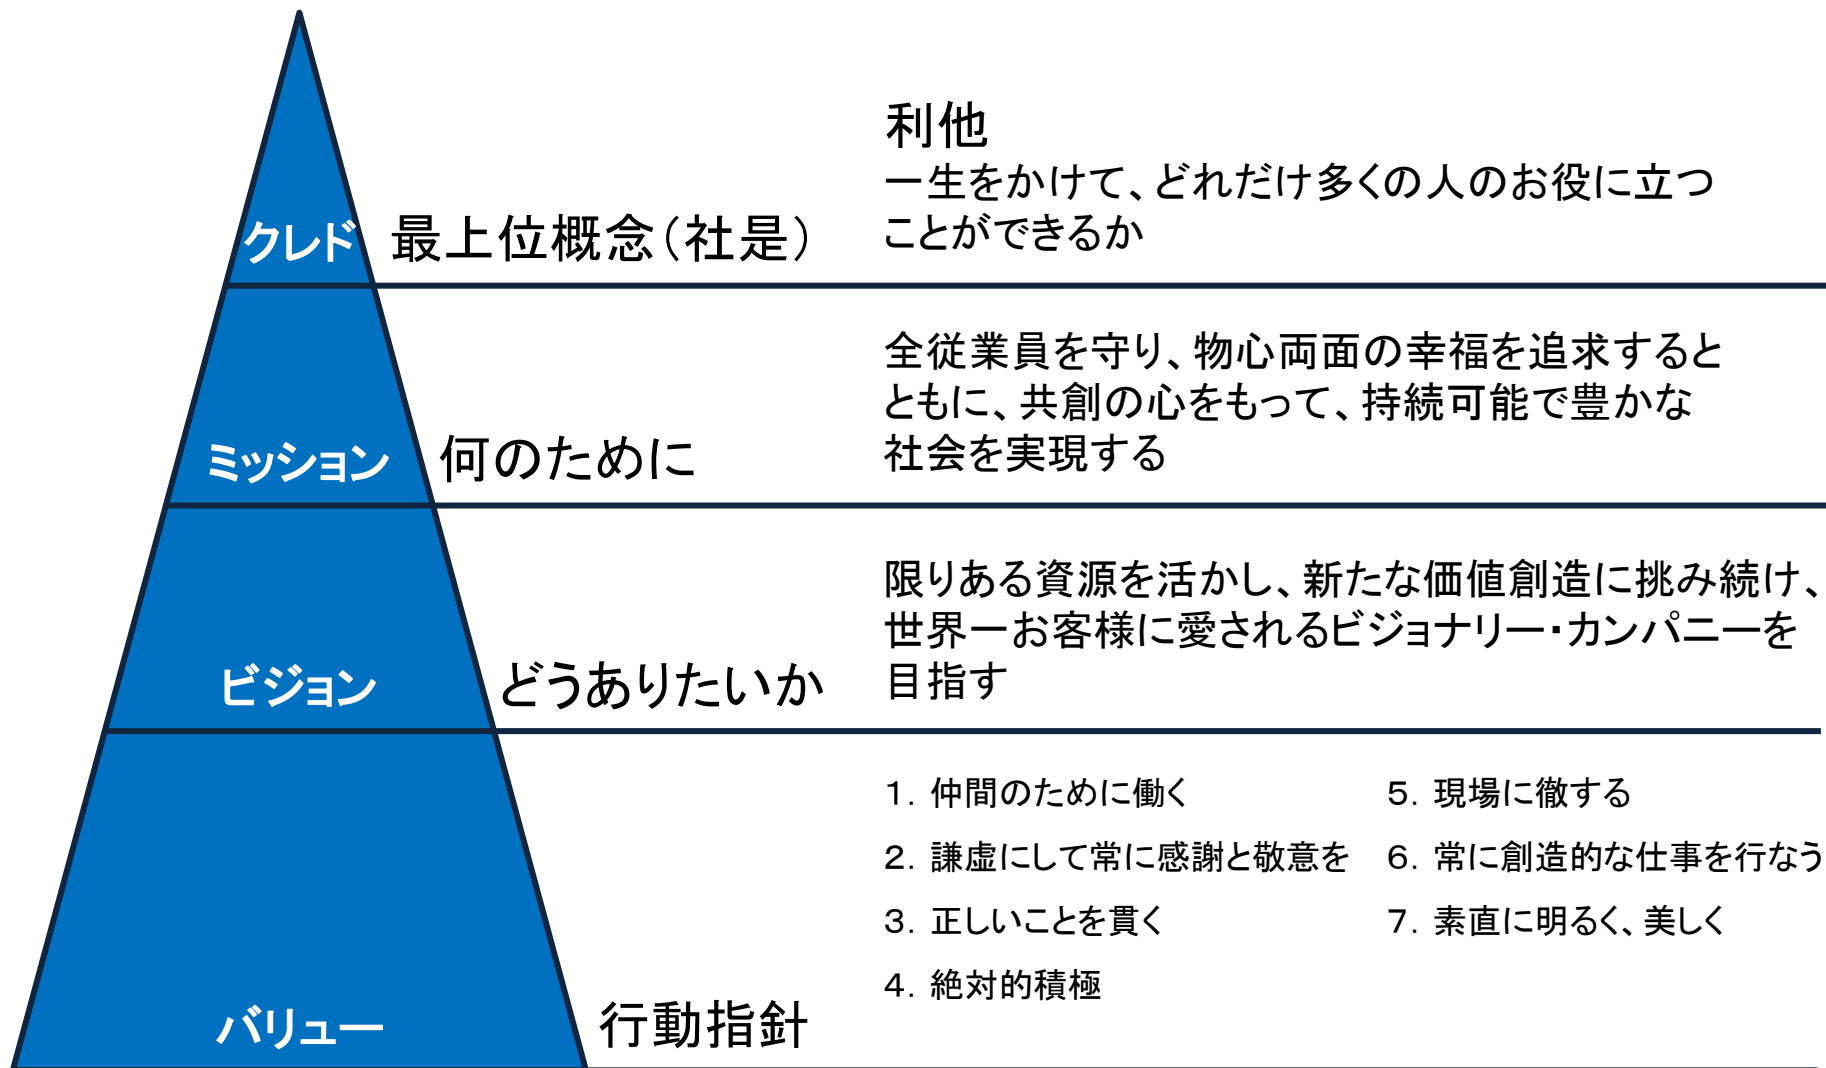 クレド
最上位概念（社是）
利他
一生をかけて、どれだけ多くの人のお役に立つ
ことができるか
ミッション
何のために
全従業員を守り、物心両面の幸福を追求すると
ともに、共創の心をもって、持続可能で豊かな
社会を実現する
ビジョン
どうありたいか
限りある資源を活かし、新たな価値創造に挑み続け、
世界一お客様に愛されるビジョナリー・カンパニーを
目指す
バリュー
行動指針
１．仲間のために働く
２．謙虚にして常に感謝と敬意を
３．正しいことを貫く
４．絶対的積極
５．現場に徹する
６．常に創造的な仕事を行なう
７．素直に明るく、美しく